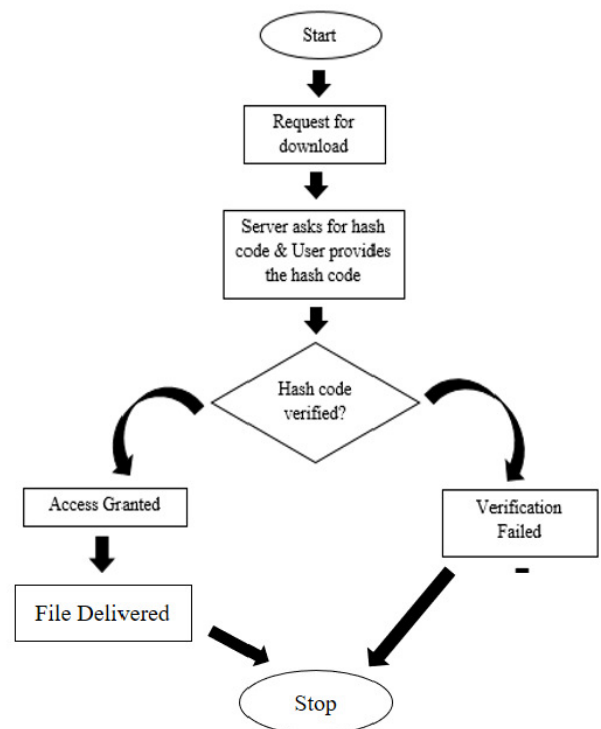 Start
Request for
download
Server asks for hash
code & User provides
the hash code
Hash code
verified?
Access Granted
Verification
Failed
File Delivered
Stop